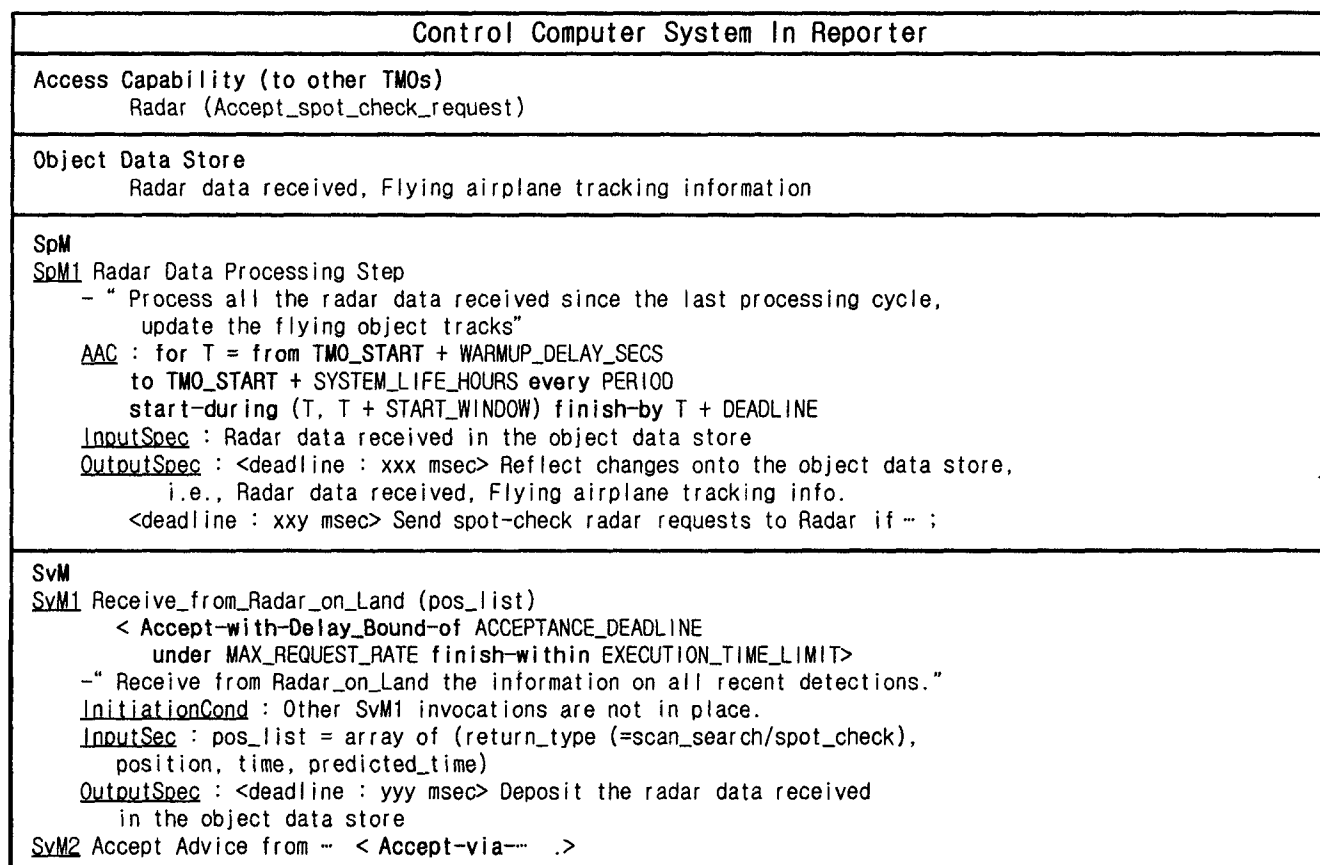 Control Computer System In Reporter
Access Capability (to other TMOs)
Radar (Accept_spot_check_request)
Object Data Store
Radar data received, Flying airplane tracking information
SpM
SpM1 Radar Data Processing Step
- “ Process all the radar data received since the last processing cycle,
update the flying object tracks”
AAC : for T = from TMO_START + WARMUP_DELAY_SECS
to TMO_START + SYSTEM_LIFE_HOURS every PERIOD
start-during (T, T + START_WINDOW) finish-by T + DEADLINE
InputSpec : Radar data received in the object data store
OutputSpec : <deadline : xxx msec> Reflect changes onto the object data store,
i.e., Radar data received, Flying airplane tracking info.
<deadline : xxy msec> Send spot-check radar requests to Radar if … ;
SvM
SvM1 Receive_from_Radar_on_Land (pos_list)
< Accept-with-Delay_Bound-of ACCEPTANCE_DEADLINE
under MAX_REQUEST_RATE finish-within EXECUTION_TIME_LIMIT>
-“ Receive from Radar_on_Land the information on all recent detections.”
InitiationCond : Other SvM1 invocations are not in place.
InputSec : pos_list = array of (return_type (=scan_search/spot_check),
position, time, predicted_time)
OutputSpec : <deadline : yyy msec> Deposit the radar data received
in the object data store
SvM2 Accept Advice from … < Accept-via-… .>